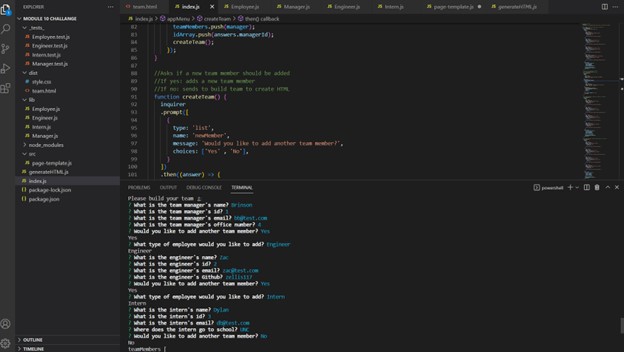 EXPLORER
MODULE 10 CHALLANGE
_tests_
Employee.test.js
Engineer.test.js
Intern.test.js
Manager.test.js
dist
style.css
team.html
lib
Employee.js
Engineer.js
Intern.js
Manager.js
node_modules
src
page-template.js
generateHTML.js
index.js
package-lock.json
package.json
OUTLINE
TIMELINE
team.html
index.js
Employee.js
Manager.js
Engineer.js
Intern.js
page-template.js
generateHTML.js
index.js > appMenu > createTeam > then() callback
82 teamMembers.push(manager);
83 idArray.push(answers.managerId);
84 createTeam();
85 });
86 }
87
88 //Asks if a new team member should be added
89 //If yes: adds a new team member
90 //If no: sends to build team to create HTML
91 function createTeam() {
92 inquirer
93 .prompt([
94 {
95 type: 'list',
96 name: 'newMember',
97 message: 'Would you like to add another team member?',
98 choices: ["Yes" , 'No'],
99 }
100 ])
101 .then((answer) => {
PROBLEMS OUTPUT DEBUG CONSOLE TERMINAL
powershell
Please build your team
? What is the team manager's name? Brinson
? What is the team manager's id? 1
? What is the team manager's email?
? What is the team manager's office number? 4
? Would you like to add another team member? Yes
Yes
? What type of employee would you like to add? Engineer
Engineer
? What is the engineer's name? Zac
? What is the engineer's id? 2
? What is the engineer's email? zac@test.com
? What is the engineer's Github?
? Would you like to add another team member? Yes
Yes
? What type of employee would you like to add? Intern
Intern
? What is the intern's name? Dylan
? What is the intern's id?
? What is the intern's email?
? Where does the intern go to school? UNC
? Would you like to add another team member? No
No
teamMembers [